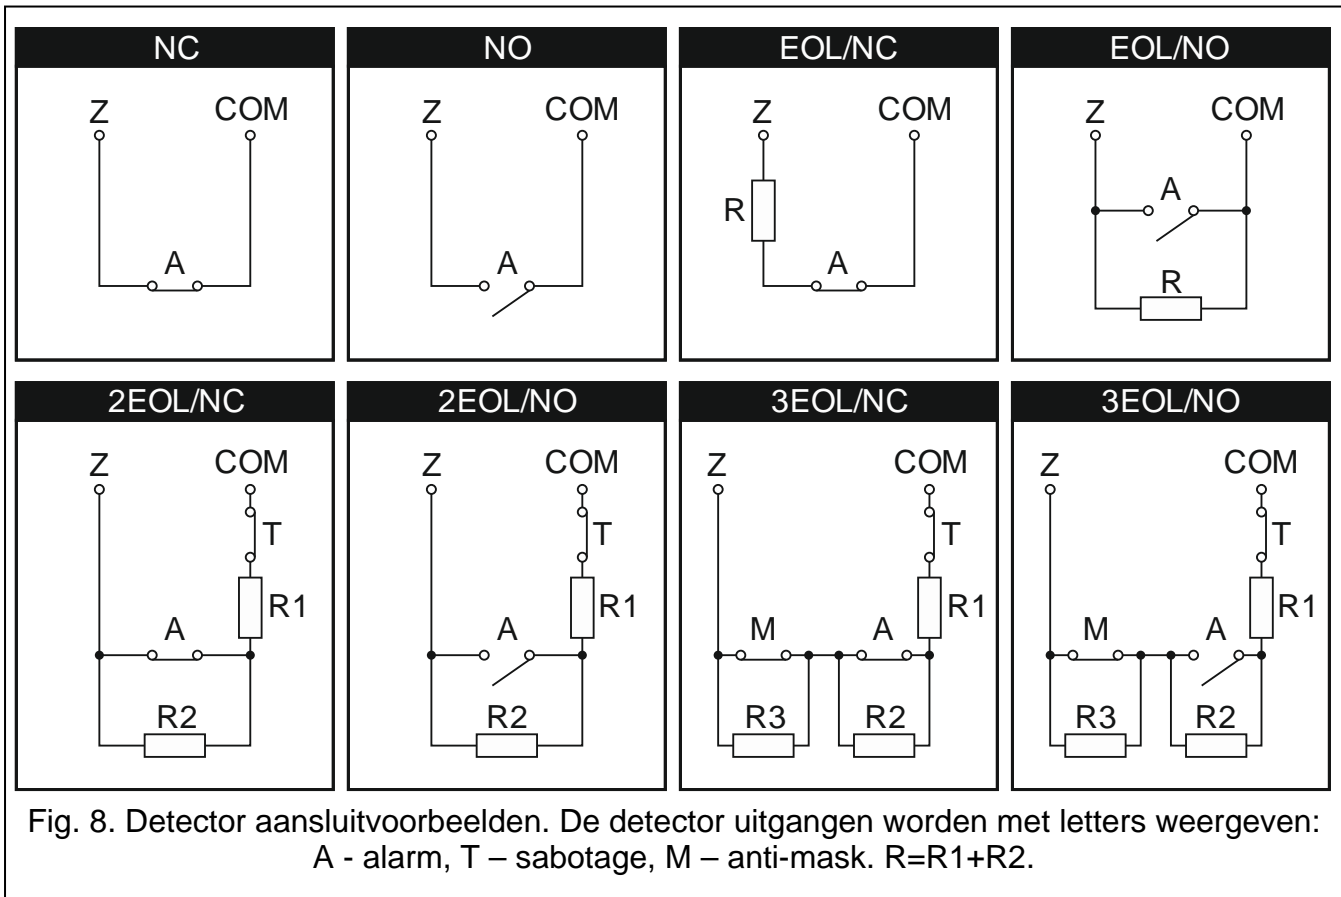 NC
Z COM
A
NO
Z COM
A
EOL/NC
Z COM
R
A
EOL/NO
Z COM
A
R
2EOL/NC
Z COM
T
R1
A
R2
2EOL/NO
Z COM
T
R1
A
R2
3EOL/NC
Z COM
T
R1
M A
R3 R2
3EOL/NO
Z COM
T
R1
M A
R3 R2
Fig. 8. Detector aansluitvoorbeelden. De detector uitgangen worden met letters weergeven:
A - alarm, T – sabotage, M – anti-mask. R=R1+R2.